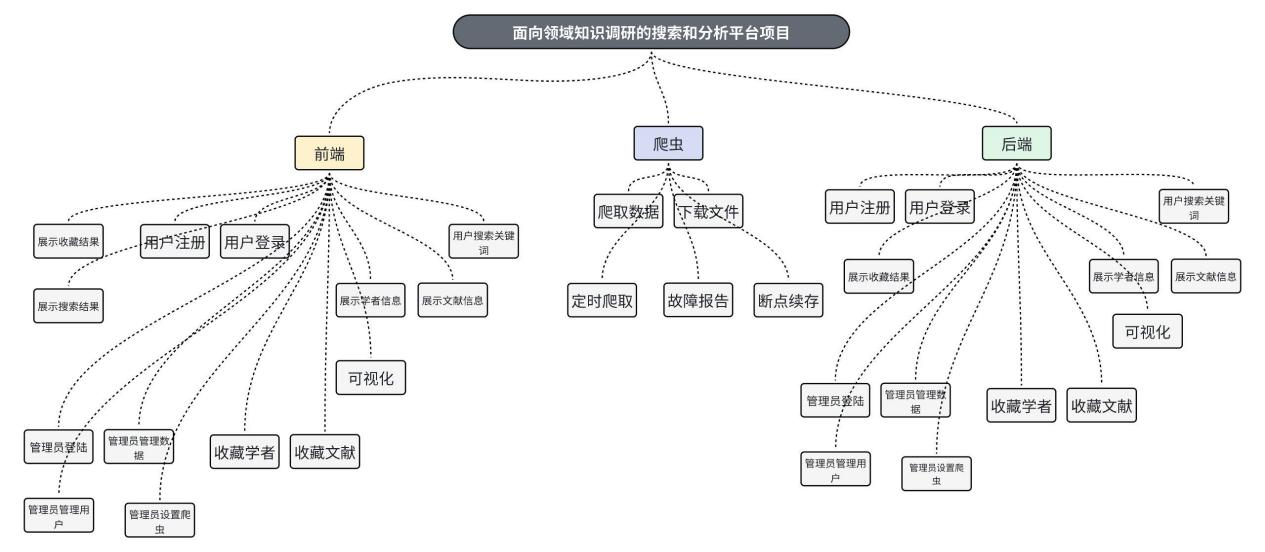 面向领域知识调研的搜索和分析平台项目
前端
爬虫
后端
展示收藏结果
用户注册
用户登录
用户搜索关键
词
展示搜索结果
展示学者信息
展示文献信息
可视化
管理员登陆
管理员管理数
据
收藏学者
收藏文献
管理员管理用
户
管理员设置爬
虫
爬取数据
下载文件
定时爬取
故障报告
断点续存
用户注册
用户登录
用户搜索关键
词
展示收藏结果
展示学者信息
展示文献信息
可视化
管理员登陆
管理员管理数
据
收藏学者
收藏文献
管理员管理用
户
管理员设置爬
虫